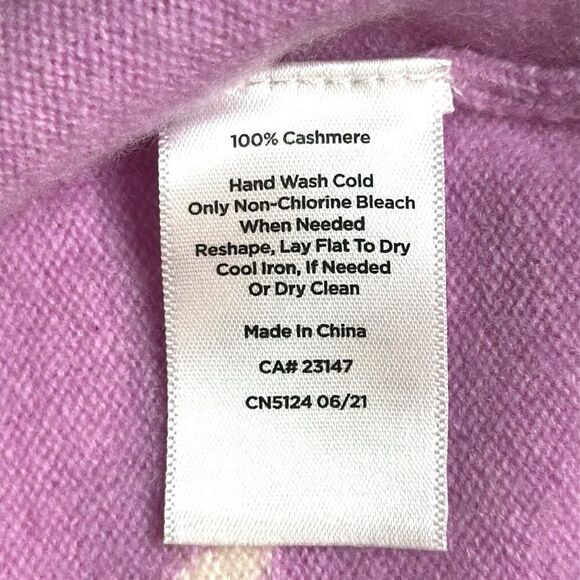 100% Cashmere
Hand Wash Cold
Only Non-Chlorine Bleach
When Needed
Reshape, Lay Flat To Dry
Cool Iron, If Needed
Or Dry Clean
Made In China
CA# 23147
CN5124 06/21